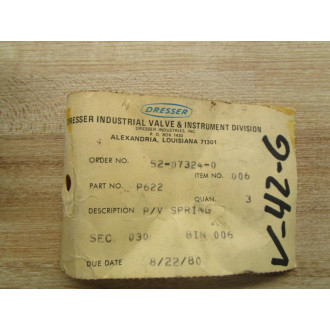 DRESSER
DRESSER INDUSTRIAL VALVE & INSTRUMENT DIVISION
DRESSER INDUSTRIES, INC.
P. O. BOX 1430
ALEXANDRIA, LOUISIANA 71301
ORDER NO. 52-07324-0
ITEM NO. 006
PART NO. P622
QUAN. 3
DESCR. P/V SPRING
SEC. 030 BIN 006
DUE DATE 8/22/80
V-42-G